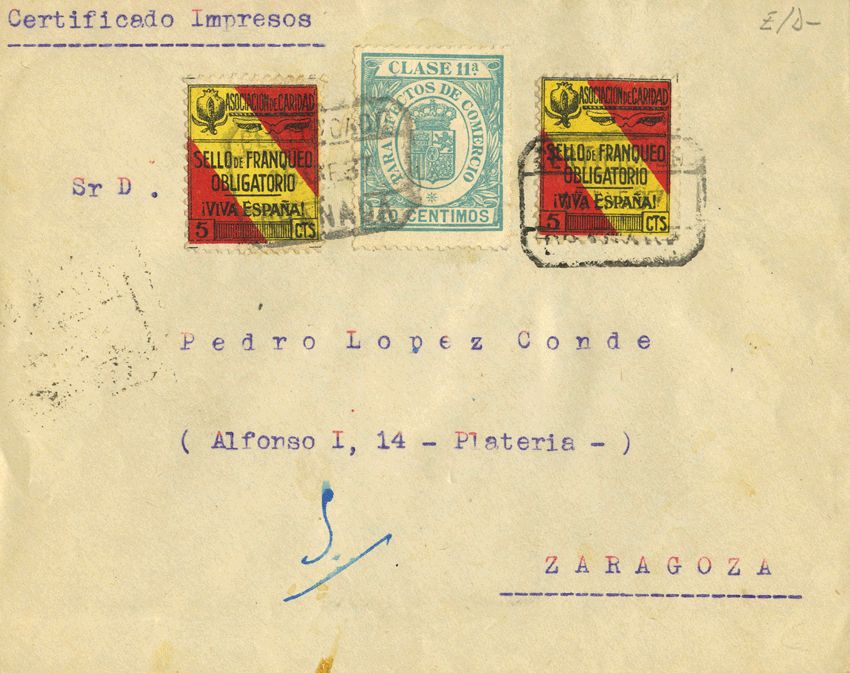 Certificado Impresos
E/D-
ASOCIACION DE CARIDAD
SELLO DE FRANQUEO
OBLIGATORIO
¡VIVA ESPAÑA!
5 CTS
CLASE 11ª
PARA EFECTOS DE COMERCIO
10 CENTIMOS
ASOCIACION DE CARIDAD
SELLO DE FRANQUEO
OBLIGATORIO
¡VIVA ESPAÑA!
5 CTS
Sr D .
Pedro Lopez Conde
( Alfonso I, 14 - Plateria - )
ZARAGOZA